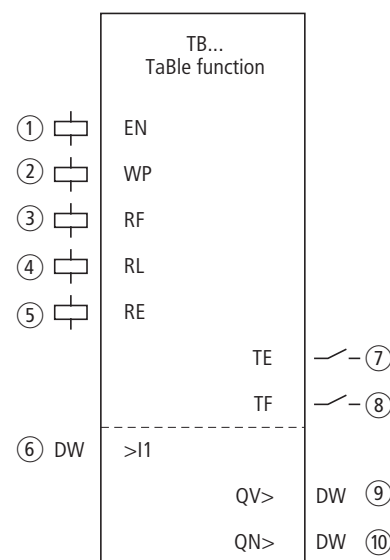 TB...
TaBle function
① EN
② WP
③ RF
④ RL
⑤ RE
TE ⑦
TF ⑧
⑥ DW >I1
QV> DW ⑨
QN> DW ⑩